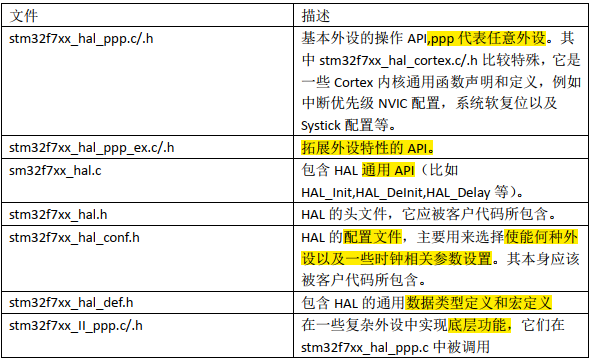 文件 描述
stm32f7xx_hal_ppp.c/.h 基本外设的操作 API,ppp 代表任意外设。其
中 stm32f7xx_hal_cortex.c/.h 比较特殊，它是
一些 Cortex 内核通用函数声明和定义，例如
中断优先级 NVIC 配置，系统软复位以及
Systick 配置等。
stm32f7xx_hal_ppp_ex.c/.h 拓展外设特性的 API。
sm32f7xx_hal.c 包含 HAL 通用 API（比如
HAL_Init,HAL_DeInit,HAL_Delay 等）。
stm32f7xx_hal.h HAL 的头文件，它应被客户代码所包含。
stm32f7xx_hal_conf.h HAL 的配置文件，主要用来选择使能何种外
设以及一些时钟相关参数设置。其本身应该
被客户代码所包含。
stm32f7xx_hal_def.h 包含 HAL 的通用数据类型定义和宏定义
stm32f7xx_II_ppp.c/.h 在一些复杂外设中实现底层功能，它们在
stm32f7xx_hal_ppp.c 中被调用